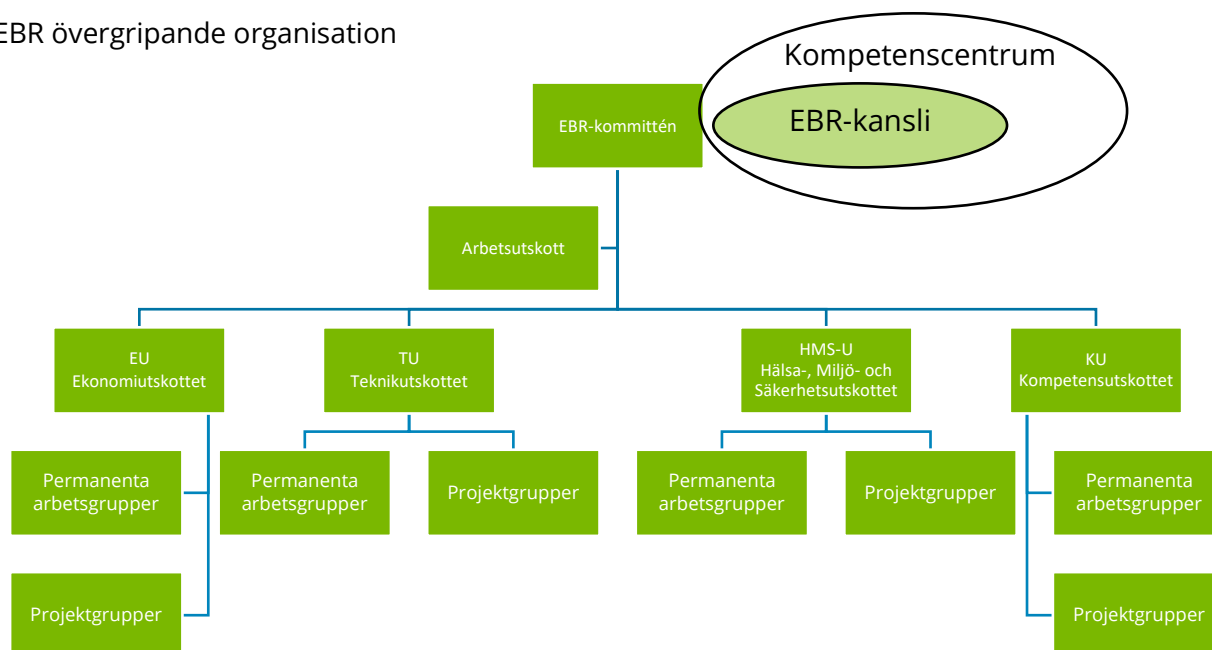 EBR övergripande organisation
Kompetenscentrum
EBR-kansli
EBR-kommittén
Arbetsutskott
EU
Ekonomiutskottet
TU
Teknikutskottet
HMS-U
Hälsa-, Miljö- och
Säkerhetsutskottet
KU
Kompetensutskottet
Permanenta
arbetsgrupper
Permanenta
arbetsgrupper
Projektgrupper
Permanenta
arbetsgrupper
Projektgrupper
Permanenta
arbetsgrupper
Projektgrupper
Projektgrupper